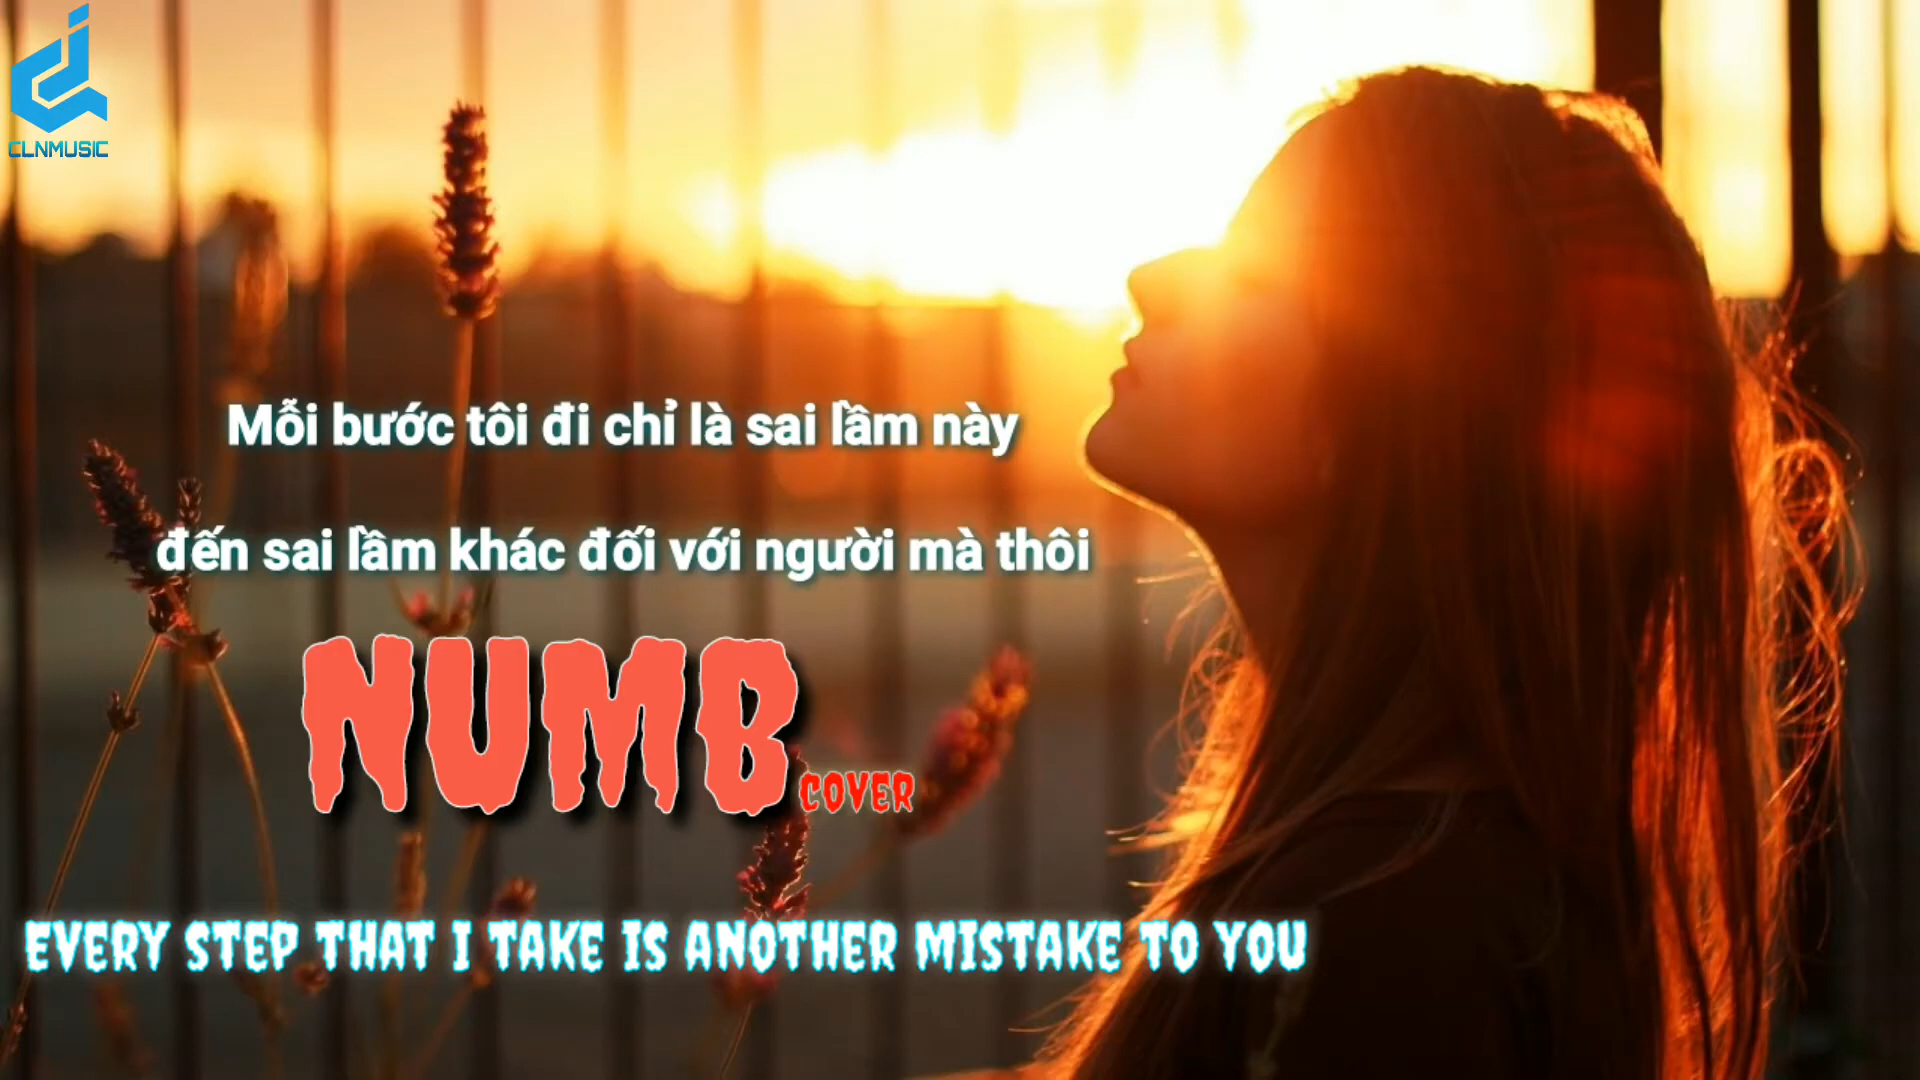 CLNMUSIC
Mỗi bước tôi đi chỉ là sai lầm này
đến sai lầm khác đối với người mà thôi
NUMB
COVER
EVERY STEP THAT I TAKE IS ANOTHER MISTAKE TO YOU